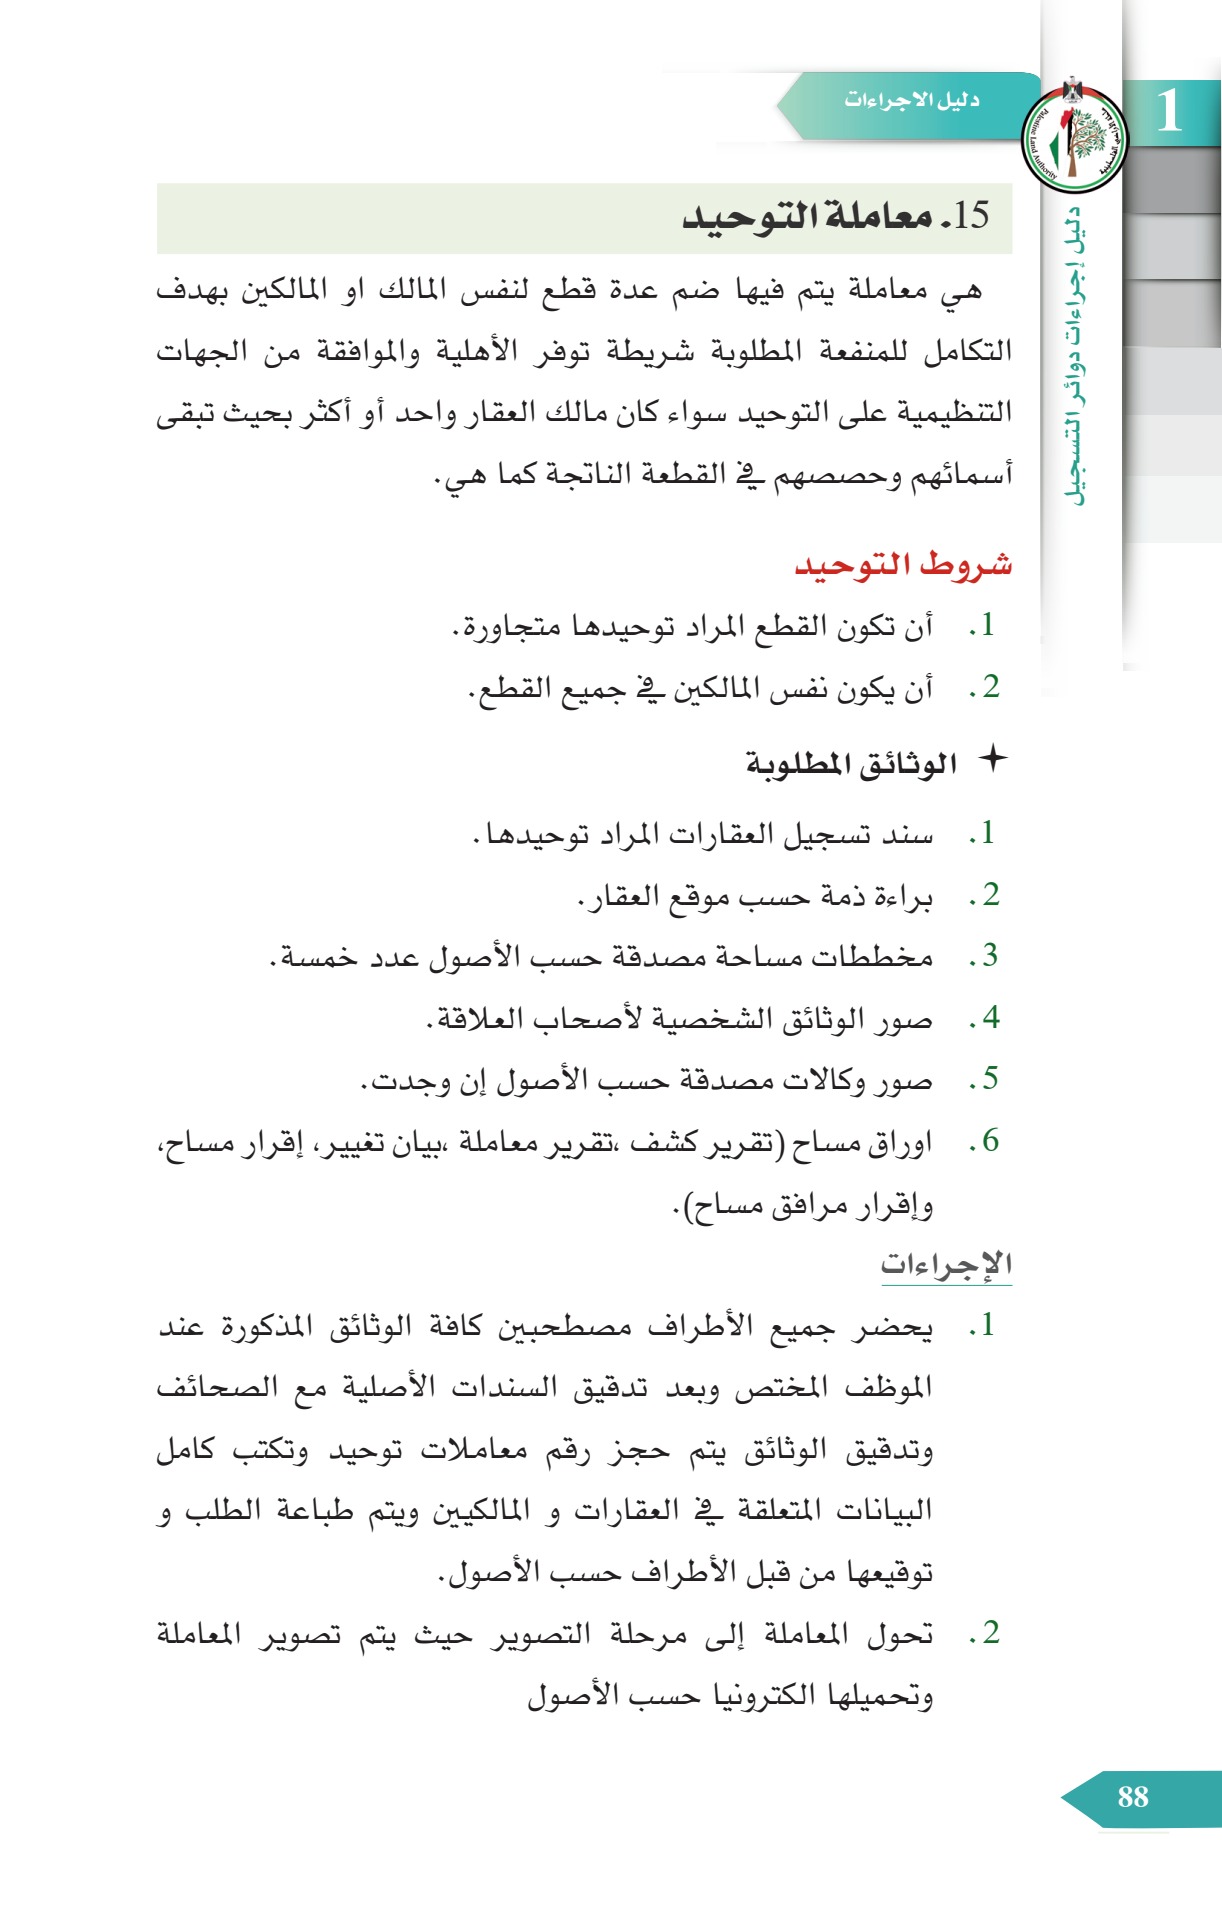 دليل الاجراءات
1
Palestine Land Authority
دليل إجراءات دوائر التسجيل
15. معاملة التوحيد
هي معاملة يتم فيها ضم عدة قطع لنفس المالك او المالكين بهدف
التكامل للمنفعة المطلوبة شريطة توفر الأهلية والموافقة من الجهات
التنظيمية على التوحيد سواء كان مالك العقار واحد أو أكثر بحيث تبقى
أسمائهم وحصصهم في القطعة الناتجة كما هي.
شروط التوحيد
1. أن تكون القطع المراد توحيدها متجاورة.
2. أن يكون نفس المالكين في جميع القطع.
الوثائق المطلوبة
1. سند تسجيل العقارات المراد توحيدها.
2. براءة ذمة حسب موقع العقار.
3. مخططات مساحة مصدقة حسب الأصول عدد خمسة.
4. صور الوثائق الشخصية لأصحاب العلاقة.
5. صور وكالات مصدقة حسب الأصول إن وجدت.
6. اوراق مساح (تقرير كشف ،تقرير معاملة ،بيان تغيير، إقرار مساح،
وإقرار مرافق مساح).
الإجراءات
1. يحضر جميع الأطراف مصطحبين كافة الوثائق المذكورة عند
الموظف المختص وبعد تدقيق السندات الأصلية مع الصحائف
وتدقيق الوثائق يتم حجز رقم معاملات توحيد وتكتب كامل
البيانات المتعلقة في العقارات و المالكيين ويتم طباعة الطلب و
توقيعها من قبل الأطراف حسب الأصول.
2. تحول المعاملة إلى مرحلة التصوير حيث يتم تصوير المعاملة
وتحميلها الكترونيا حسب الأصول
88